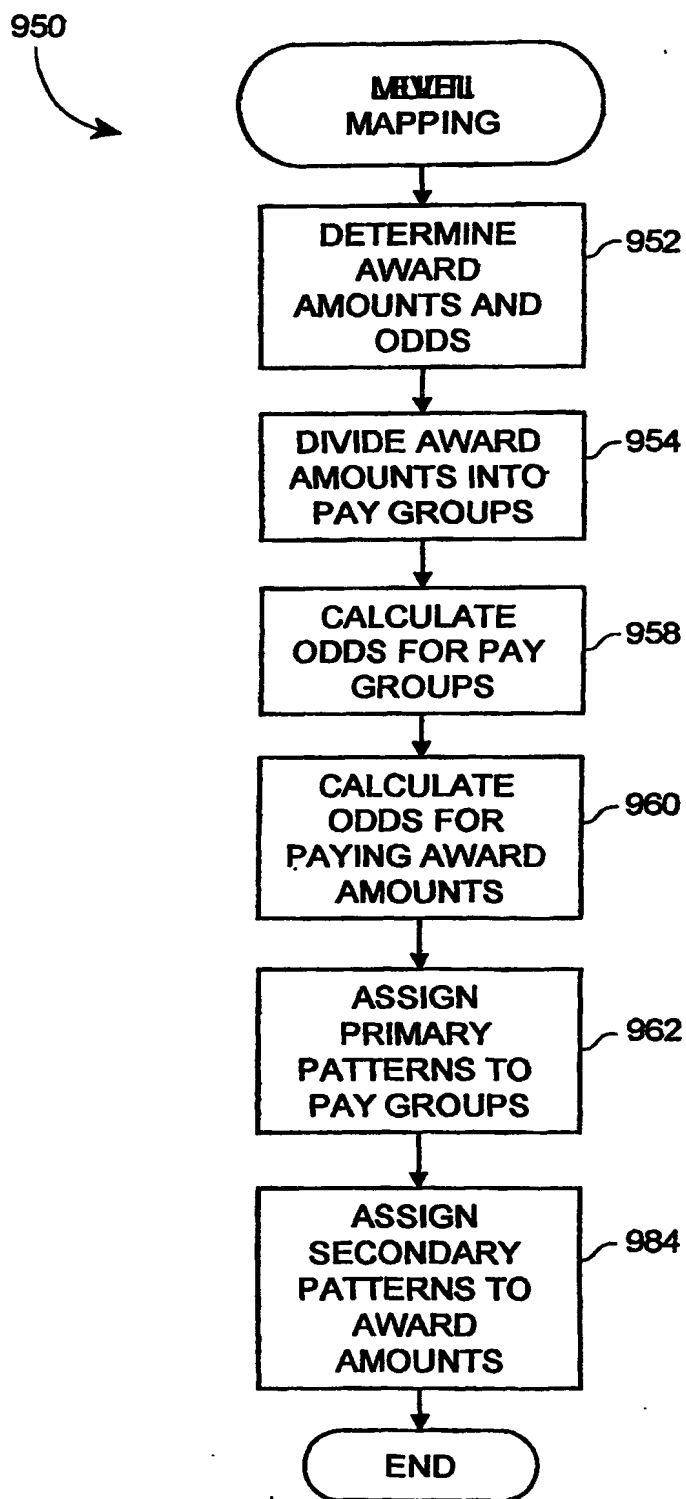 950
MAPPING
DETERMINE
AWARD
AMOUNTS AND
ODDS
952
DIVIDE AWARD
AMOUNTS INTO
PAY GROUPS
954
CALCULATE
ODDS FOR PAY
GROUPS
958
CALCULATE
ODDS FOR
PAYING AWARD
AMOUNTS
960
ASSIGN
PRIMARY
PATTERNS TO
PAY GROUPS
962
ASSIGN
SECONDARY
PATTERNS TO
AWARD
AMOUNTS
984
END